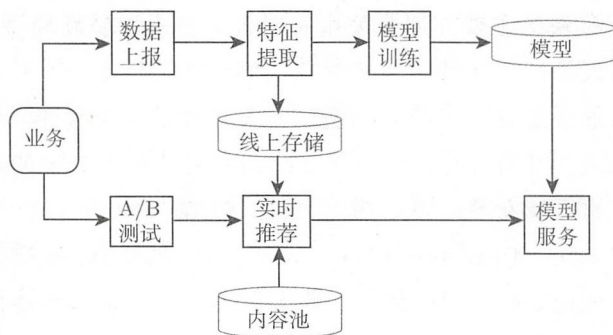 数据
上报
特征
提取
模型
训练
模型
业务
线上存储
A/B
测试
实时
推荐
模型
服务
内容池